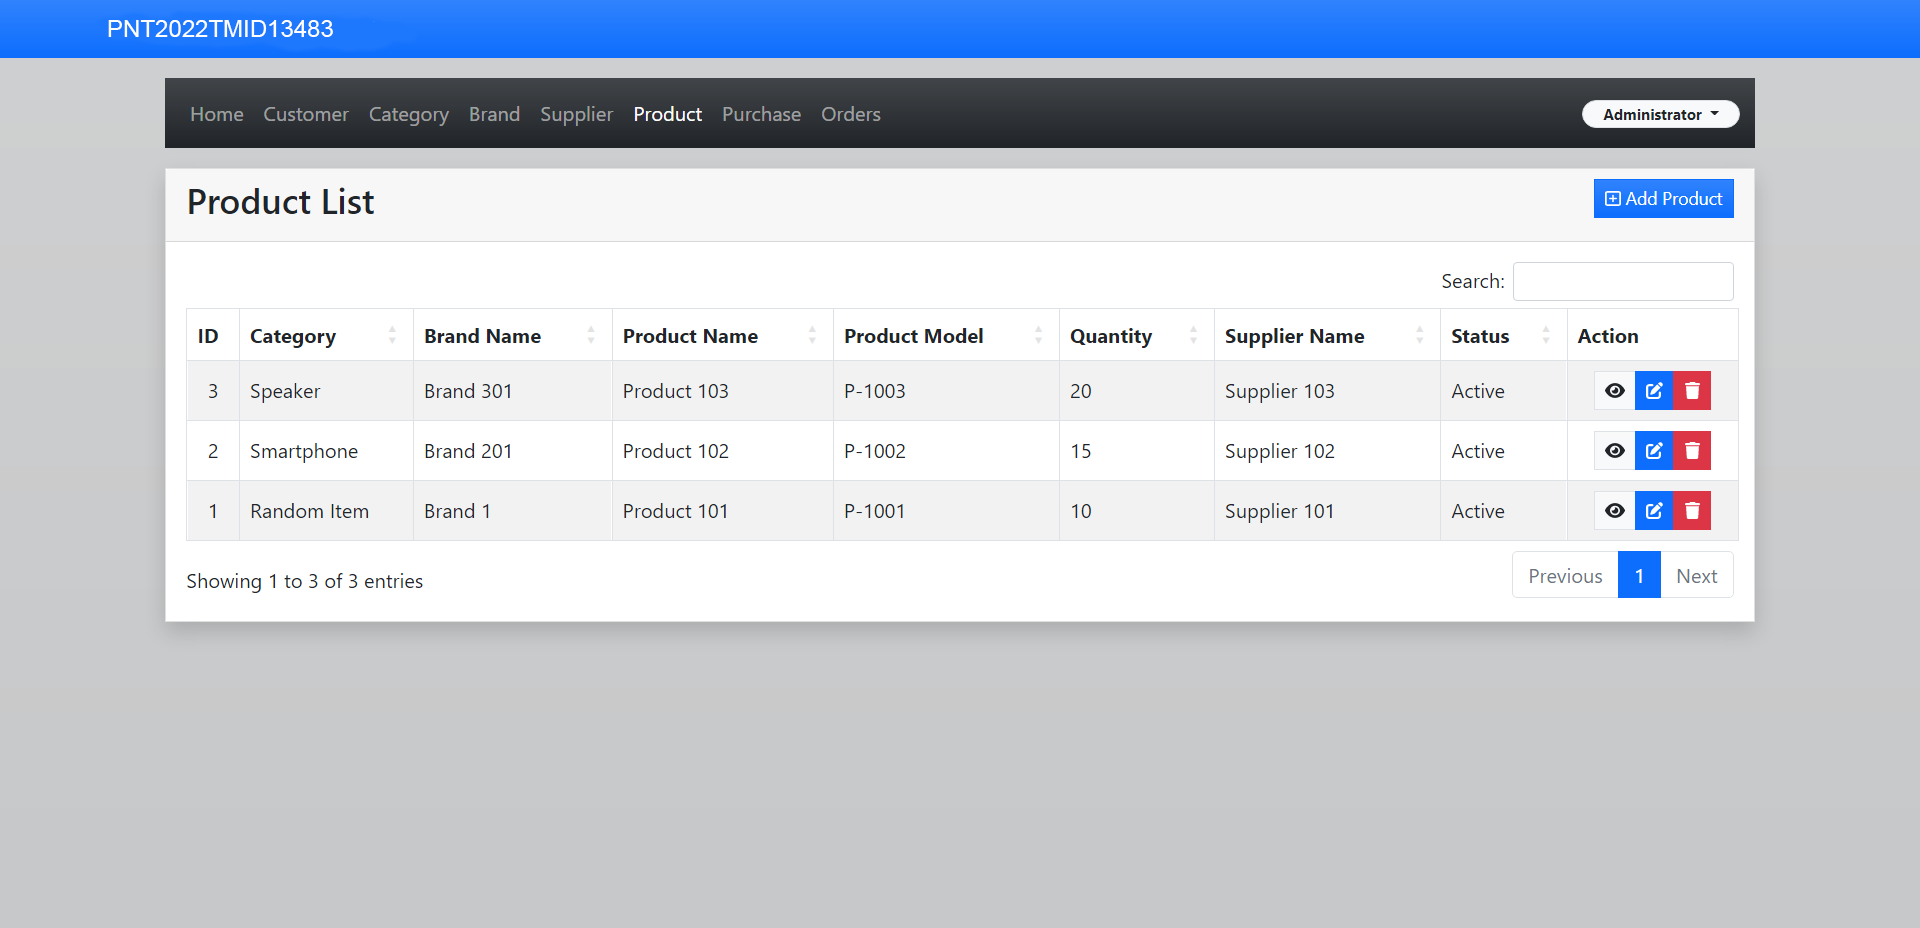 PNT2022TMID13483
Home Customer Category Brand Supplier Product Purchase Orders Administrator
Product List Add Product
Search:
ID Category Brand Name Product Name Product Model Quantity Supplier Name Status Action
3 Speaker Brand 301 Product 103 P-1003 20 Supplier 103 Active
2 Smartphone Brand 201 Product 102 P-1002 15 Supplier 102 Active
1 Random Item Brand 1 Product 101 P-1001 10 Supplier 101 Active
Showing 1 to 3 of 3 entries Previous 1 Next